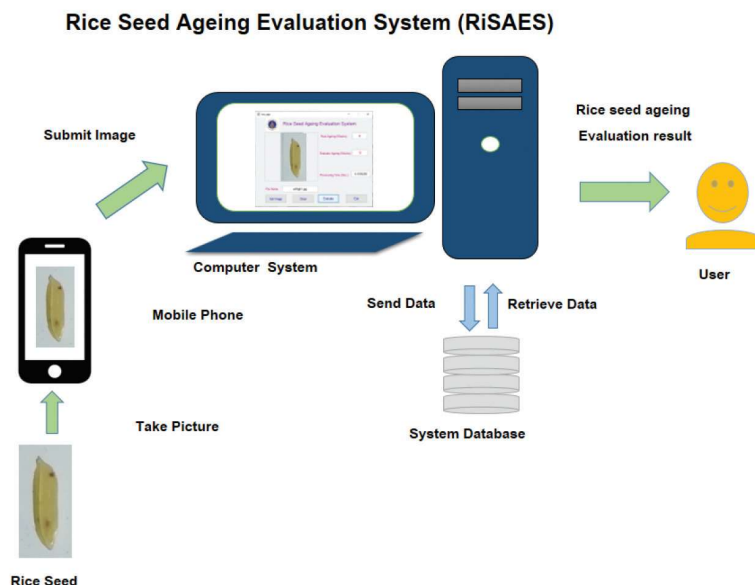 Rice Seed Ageing Evaluation System (RiSAES)
Submit Image
Rice Seed Ageing Evaluation System
Rice seed ageing
Evaluation result
Computer System
User
Mobile Phone
Send Data
Retrieve Data
Take Picture
System Database
Rice Seed